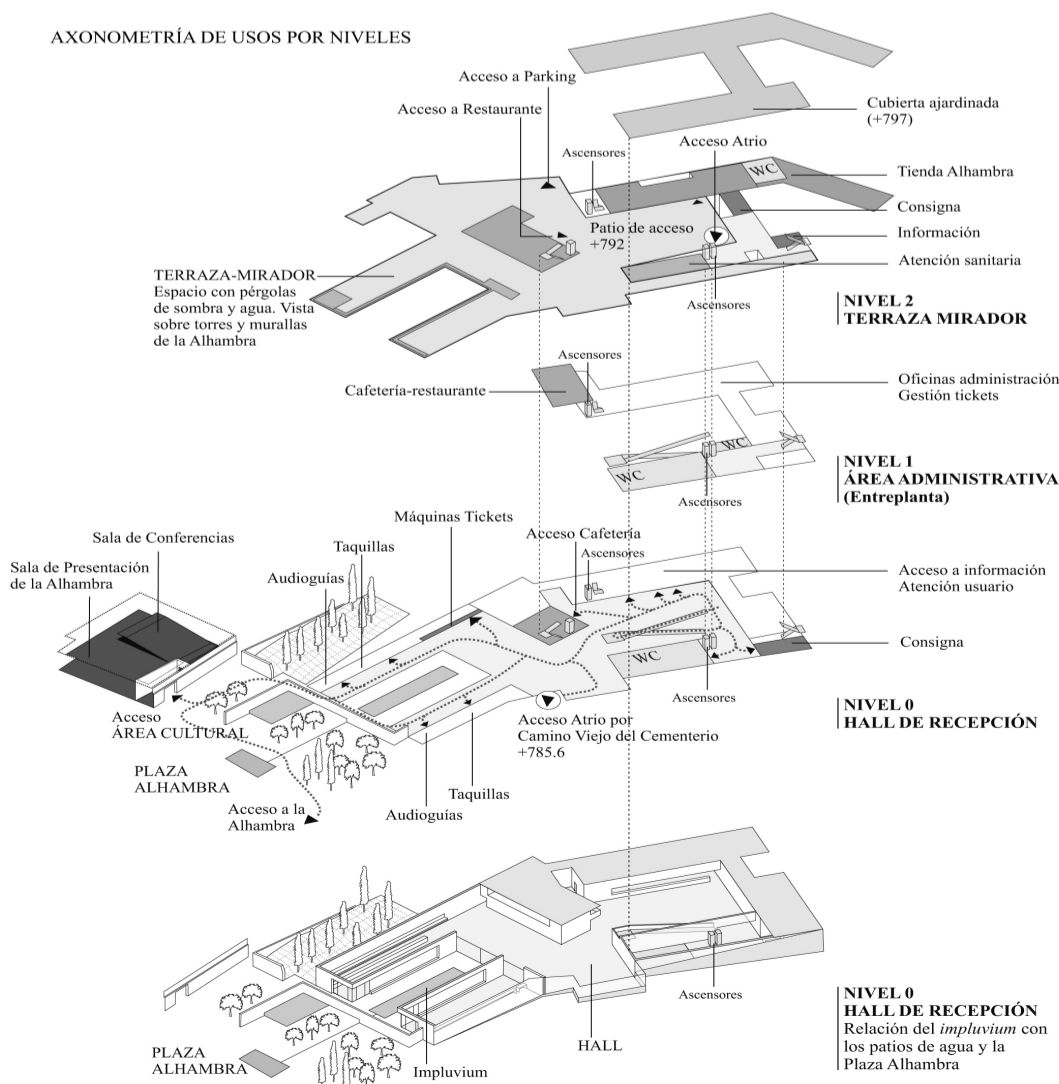 AXONOMETRÍA DE USOS POR NIVELES
Acceso a Parking
Acceso a Restaurante
Cubierta ajardinada
(+797)
Acceso Atrio
Ascensores
WC
Tienda Alhambra
Consigna
Patio de acceso
+792
Información
Atención sanitaria
TERRAZA-MIRADOR
Espacio con pérgolas
de sombra y agua. Vista
sobre torres y murallas
de la Alhambra
Ascensores
NIVEL 2
TERRAZA MIRADOR
Ascensores
Cafetería-restaurante
Oficinas administración
Gestión tickets
WC
WC
Ascensores
NIVEL 1
ÁREA ADMINISTRATIVA
(Entreplanta)
Máquinas Tickets
Sala de Conferencias
Taquillas
Acceso Cafetería
Ascensores
Sala de Presentación
de la Alhambra
Audioguías
Acceso a información
Atención usuario
Consigna
WC
Ascensores
Acceso
ÁREA CULTURAL
Acceso Atrio por
Camino Viejo del Cementerio
+785.6
NIVEL 0
HALL DE RECEPCIÓN
PLAZA
ALHAMBRA
Taquillas
Audioguías
Acceso a la
Alhambra
Ascensores
NIVEL 0
HALL DE RECEPCIÓN
Relación del impluvium con
los patios de agua y la
Plaza Alhambra
HALL
PLAZA
ALHAMBRA
Impluvium